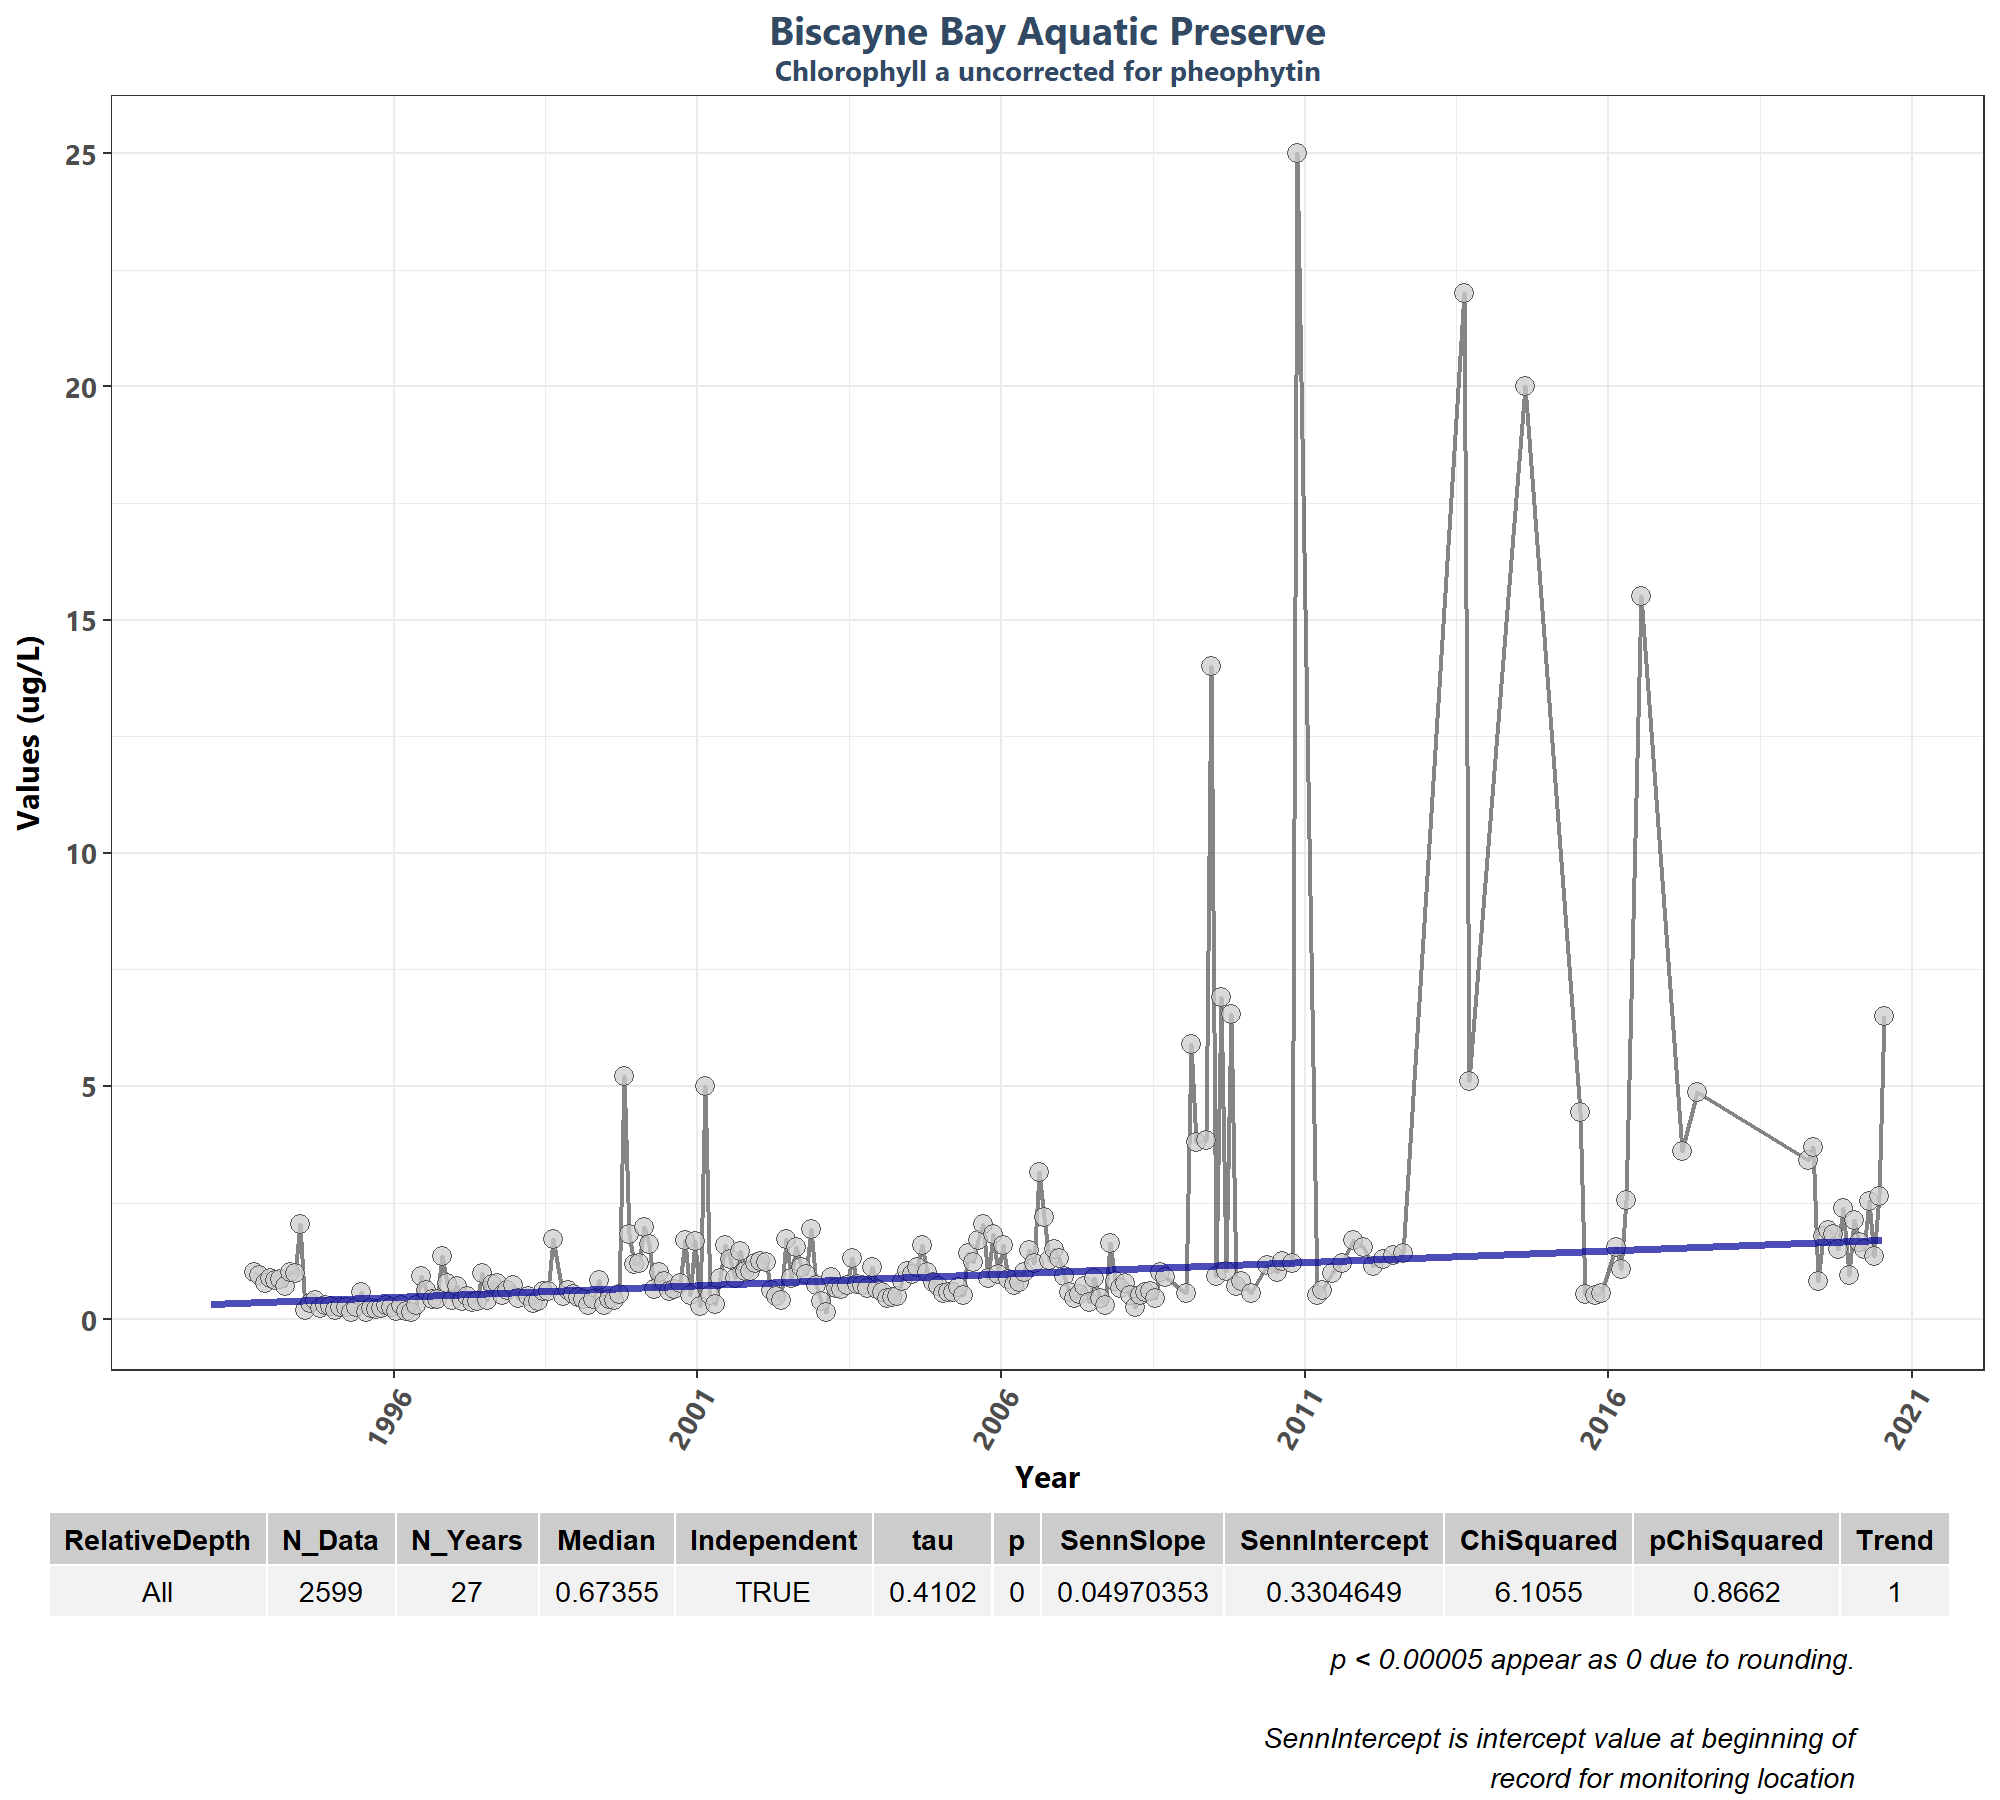 Biscayne Bay Aquatic Preserve
Chlorophyll a uncorrected for pheophytin
Values (ug/L)
25
20
15
10
5
0
1996 2001 2006 2011 2016 2021
Year
RelativeDepth N_Data N_Years Median Independent tau p SennSlope SennIntercept ChiSquared pChiSquared Trend
All 2599 27 0.67355 TRUE 0.4102 0 0.04970353 0.3304649 6.1055 0.8662 1
p < 0.00005 appear as 0 due to rounding.
SennIntercept is intercept value at beginning of
record for monitoring location